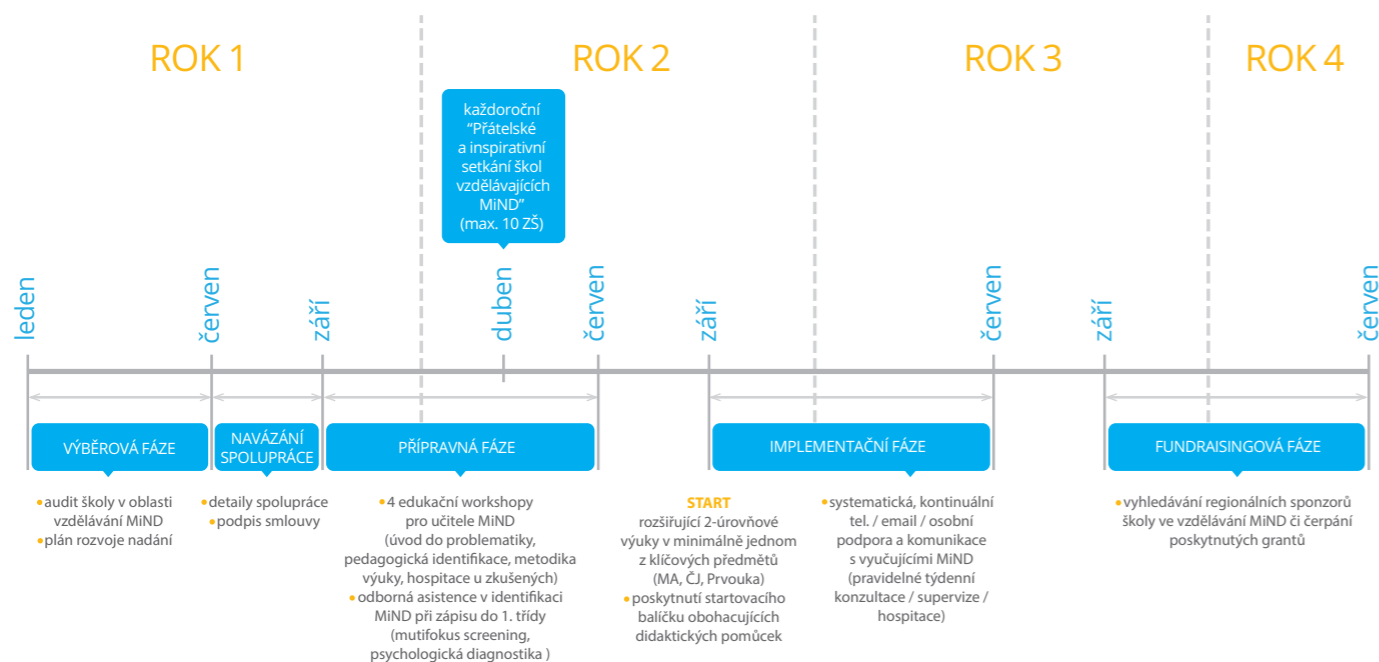 ROK 1
ROK 2
ROK 3
ROK 4
každoroční
“Přátelské
a inspirativní
setkání škol
vzdělávajících
MiND”
(max. 10 ZŠ)
leden
červen
září
duben
červen
září
červen
září
červen
VÝBĚROVÁ FÁZE
NAVÁZÁNÍ
SPOLUPRÁCE
PŘÍPRAVNÁ FÁZE
IMPLEMENTAČNÍ FÁZE
FUNDRAISINGOVÁ FÁZE
•audit školy v oblasti
vzdělávání MiND
•plán rozvoje nadání
•detaily spolupráce
•podpis smlouvy
•4 edukační workshopy
pro učitele MiND
(úvod do problematiky,
pedagogická identifikace, metodika
výuky, hospitace u zkušených)
•odborná asistence v identifikaci
MiND při zápisu do 1. třídy
(mutifokus screening,
psychologická diagnostika )
START
rozšiřující 2-úrovňové
výuky v minimálně jednom
z klíčových předmětů
(MA, ČJ, Prvouka)
•poskytnutí startovacího
balíčku obohacujících
didaktických pomůcek
•systematická, kontinuální
tel. / email / osobní
podpora a komunikace
s vyučujícími MiND
(pravidelné týdenní
konzultace / supervize /
hospitace)
•vyhledávání regionálních sponzorů
školy ve vzdělávání MiND či čerpání
poskytnutých grantů